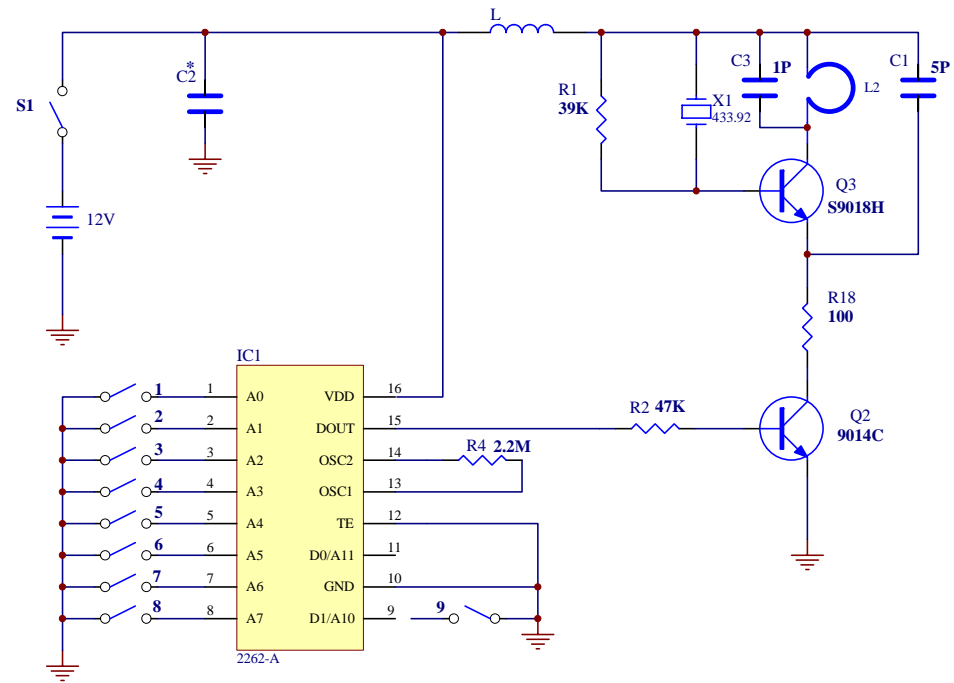 L
*
C2
S1
12V
R1
39K
X1
433.92
C3
1P
L2
C1
5P
Q3
S9018H
R18
100
IC1
1 1 A0 VDD 16
2 2 A1 DOUT 15
R2 47K
Q2
9014C
3 3 A2 OSC2 14
R4 2.2M
4 4 A3 OSC1 13
5 5 A4 TE 12
6 6 A5 D0/A11 11
7 7 A6 GND 10
8 8 A7 D1/A10 9 9
2262-A